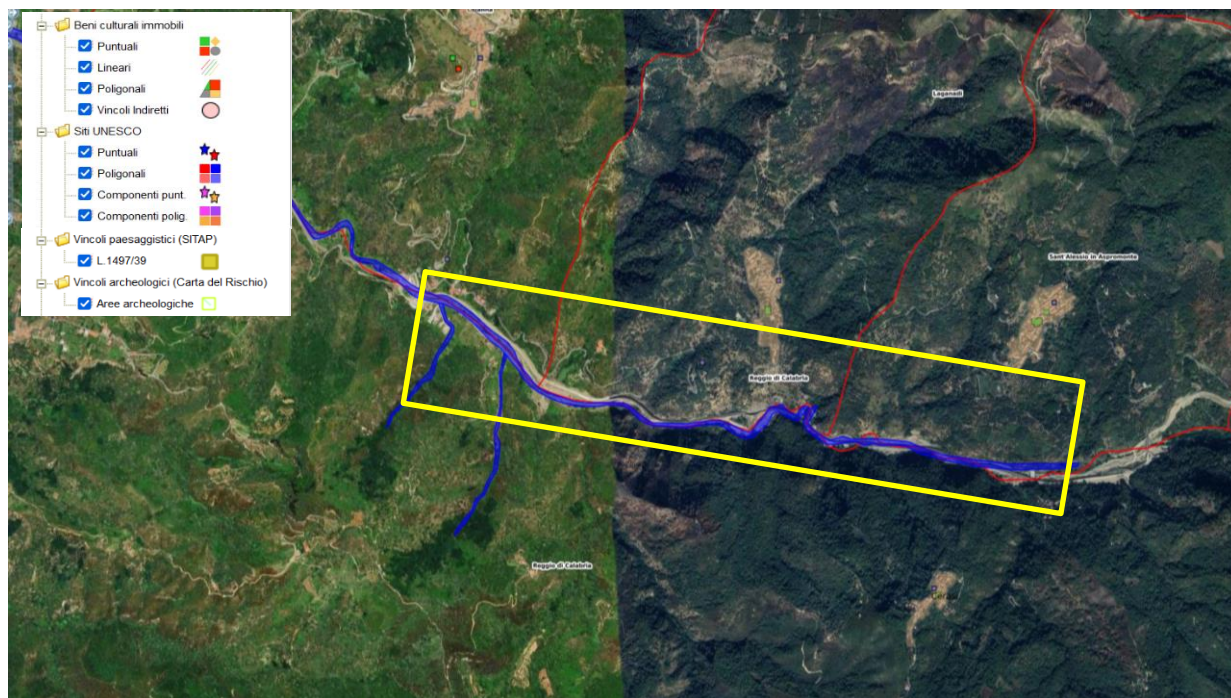 Beni culturali immobili
Puntuali
Lineari
Poligonali
Vincoli Indiretti
Siti UNESCO
Puntuali
Poligonali
Componenti punt.
Componenti polig.
Vincoli paesaggistici (SITAP)
L.1497/39
Vincoli archeologici (Carta del Rischio)
Aree archeologiche
Laganadi
Sant'Alessio in Aspromonte
Reggio di Calabria
Reggio di Calabria